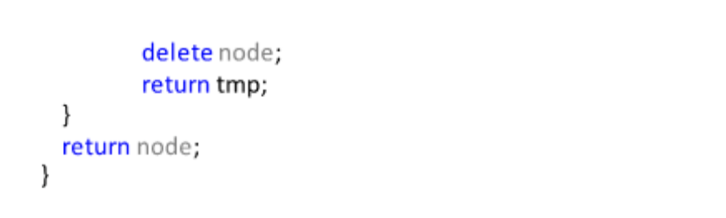 delete node;
return tmp;
}
return node;
}